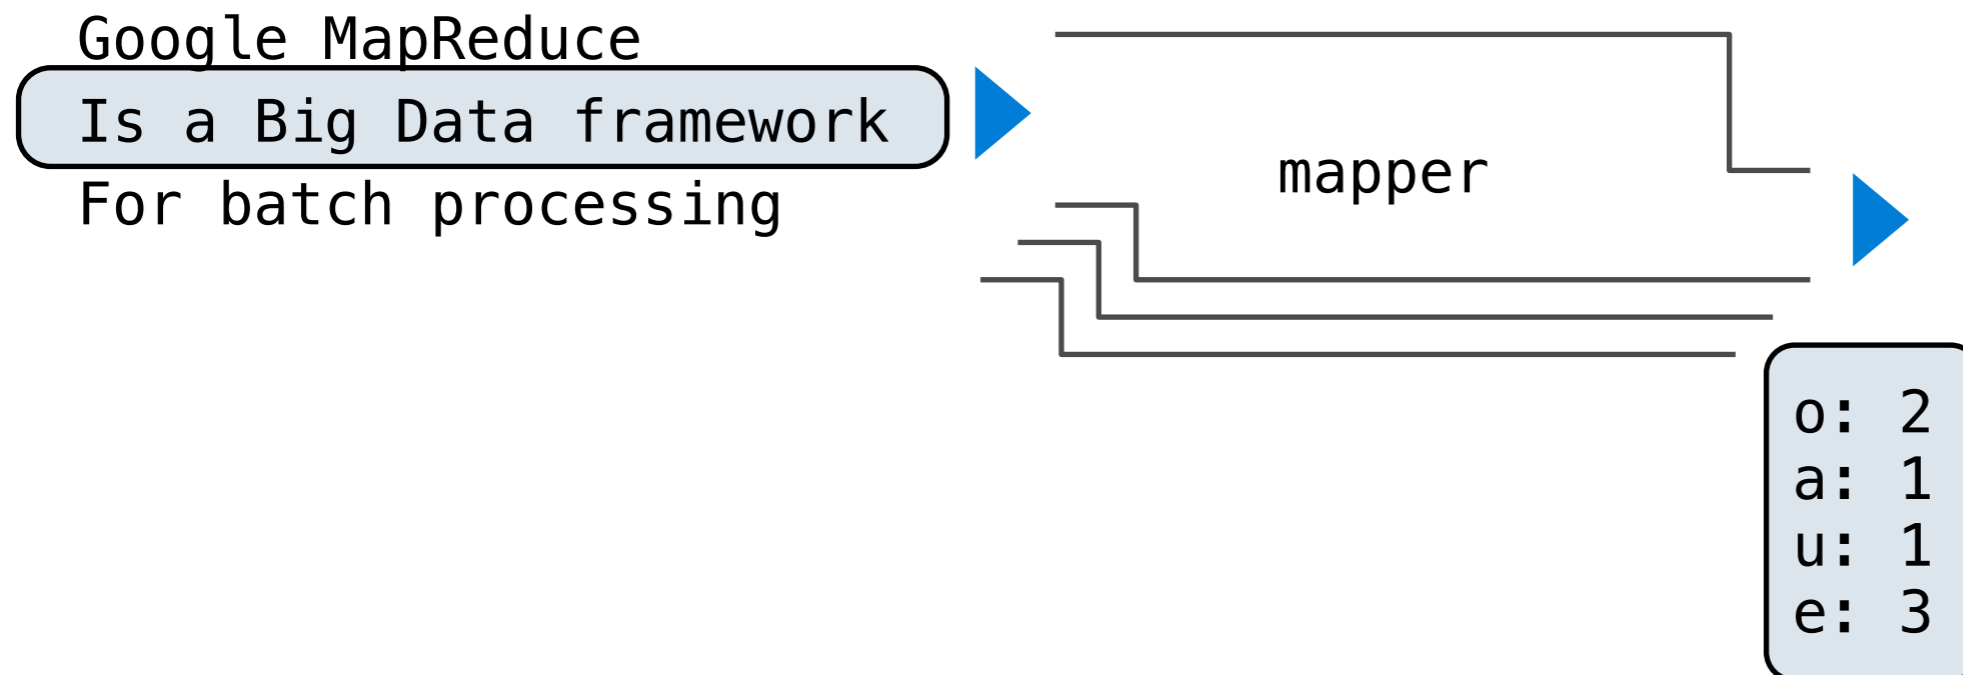 Google MapReduce
Is a Big Data framework
For batch processing
mapper
o: 2
a: 1
u: 1
e: 3